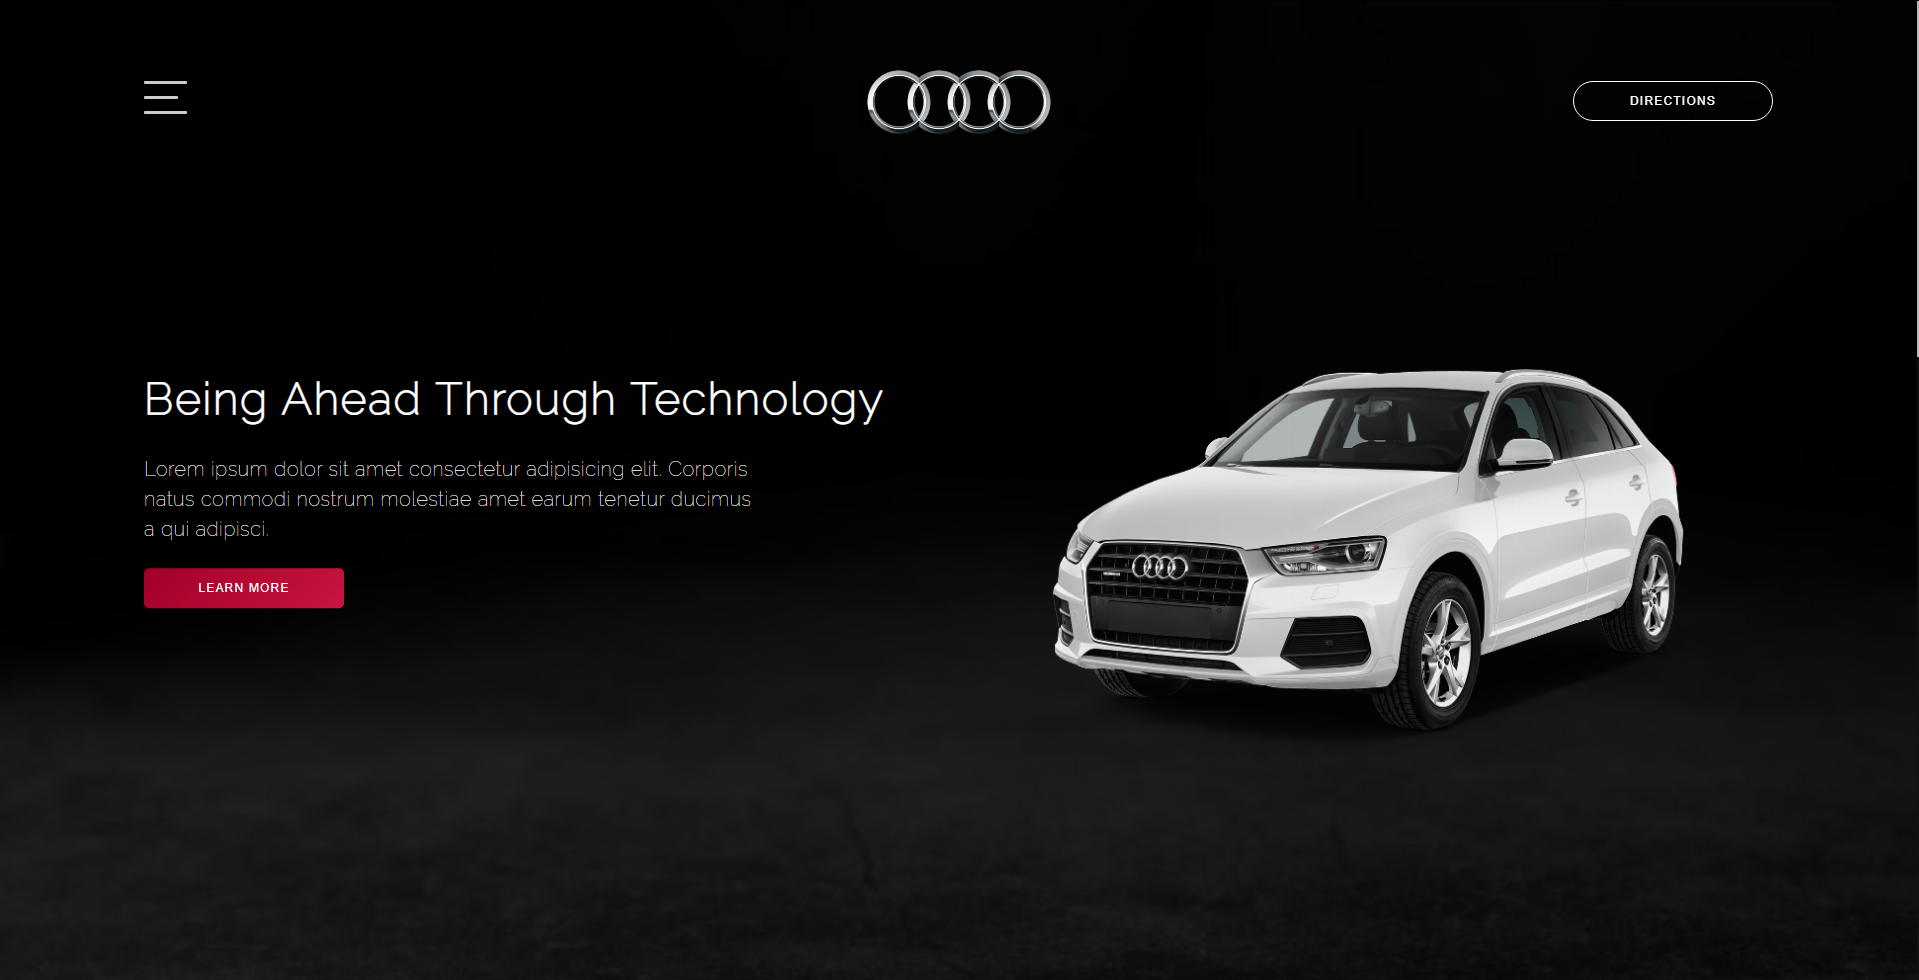 DIRECTIONS
Being Ahead Through Technology
Lorem ipsum dolor sit amet consectetur adipisicing elit. Corporis
natus commodi nostrum molestiae amet earum tenetur ducimus
a qui adipisci.
LEARN MORE